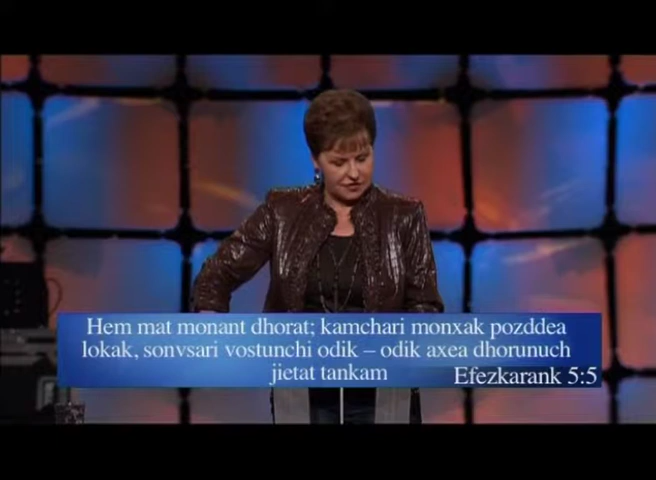 Hem mat monant dhorat; kamchari monxak pozddea
lokak, sonvsari vostunchi odik – odik axea dhorunuch
jietat tankam
Efezkarank 5:5